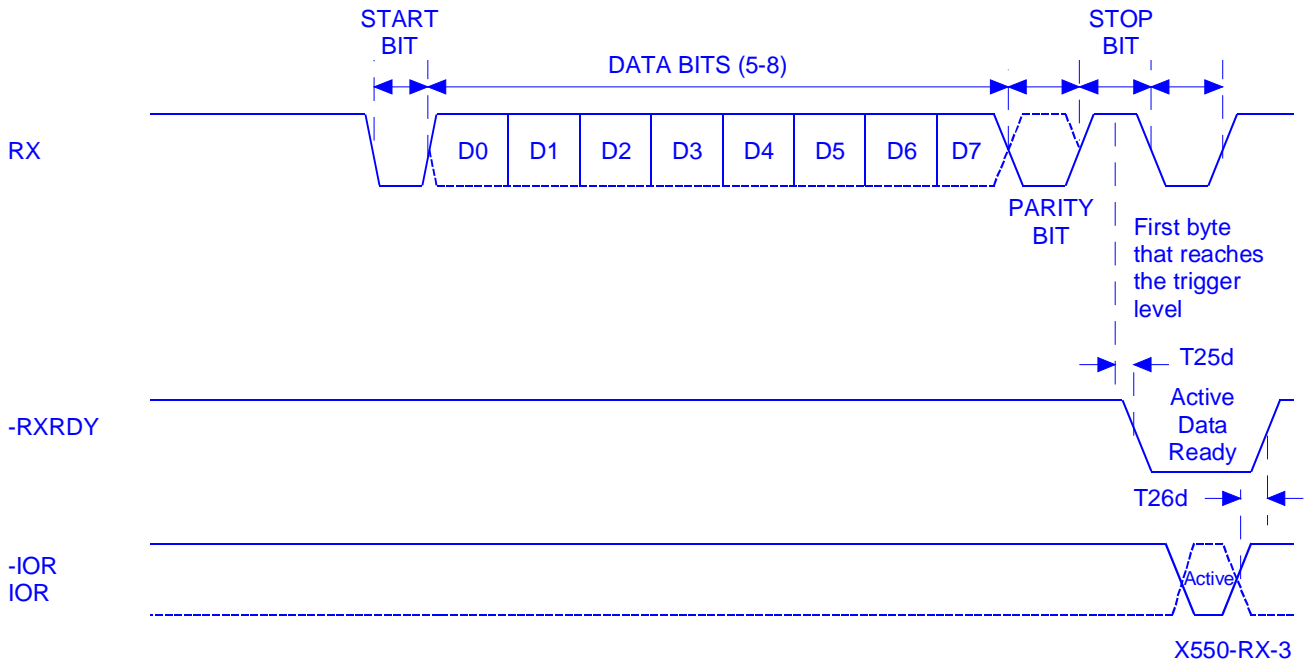 START
BIT
DATA BITS (5-8)
STOP
BIT
RX
D0 D1 D2 D3 D4 D5 D6 D7
PARITY
BIT
First byte
that reaches
the trigger
level
T25d
-RXRDY
Active
Data
Ready
T26d
-IOR
IOR
Active
X550-RX-3